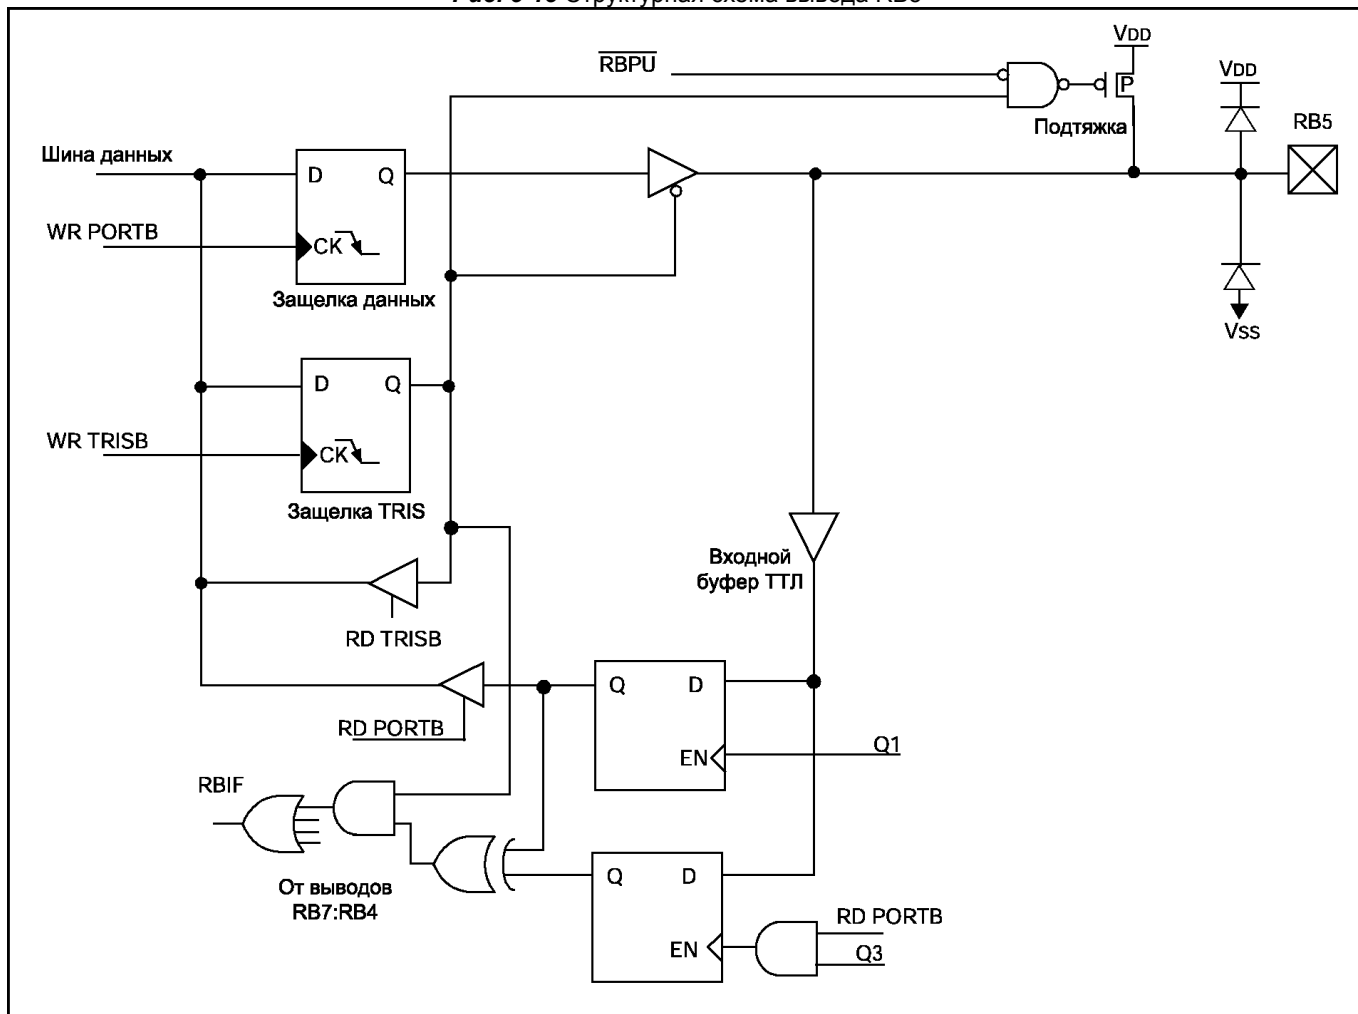 VDD
RBPU
P
VDD
Подтяжка
RB5
Шина данных
D Q
WR PORTB
CK
Защелка данных
VSS
D Q
WR TRISB
CK
Защелка TRIS
Входной
буфер ТТЛ
RD TRISB
Q D
RD PORTB
EN
Q1
RBIF
Q D
От выводов
RB7:RB4
RD PORTB
EN
Q3